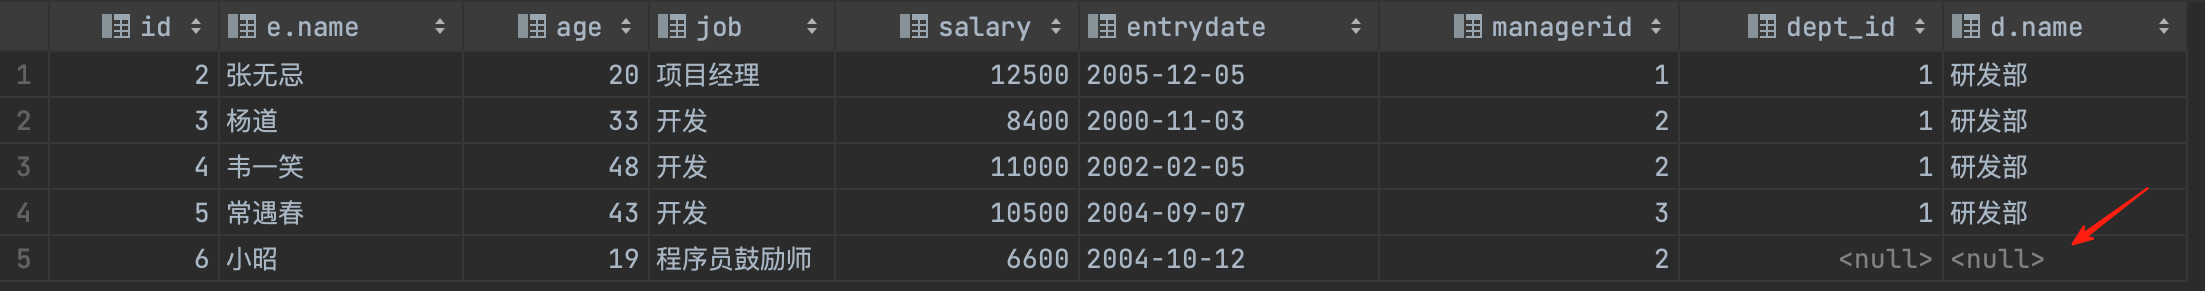 id e.name age job salary entrydate managerid dept_id d.name
1 2 张无忌 20 项目经理 12500 2005-12-05 1 1 研发部
2 3 杨道 33 开发 8400 2000-11-03 2 1 研发部
3 4 韦一笑 48 开发 11000 2002-02-05 2 1 研发部
4 5 常遇春 43 开发 10500 2004-09-07 3 1 研发部
5 6 小昭 19 程序员鼓励师 6600 2004-10-12 2 <null> <null>